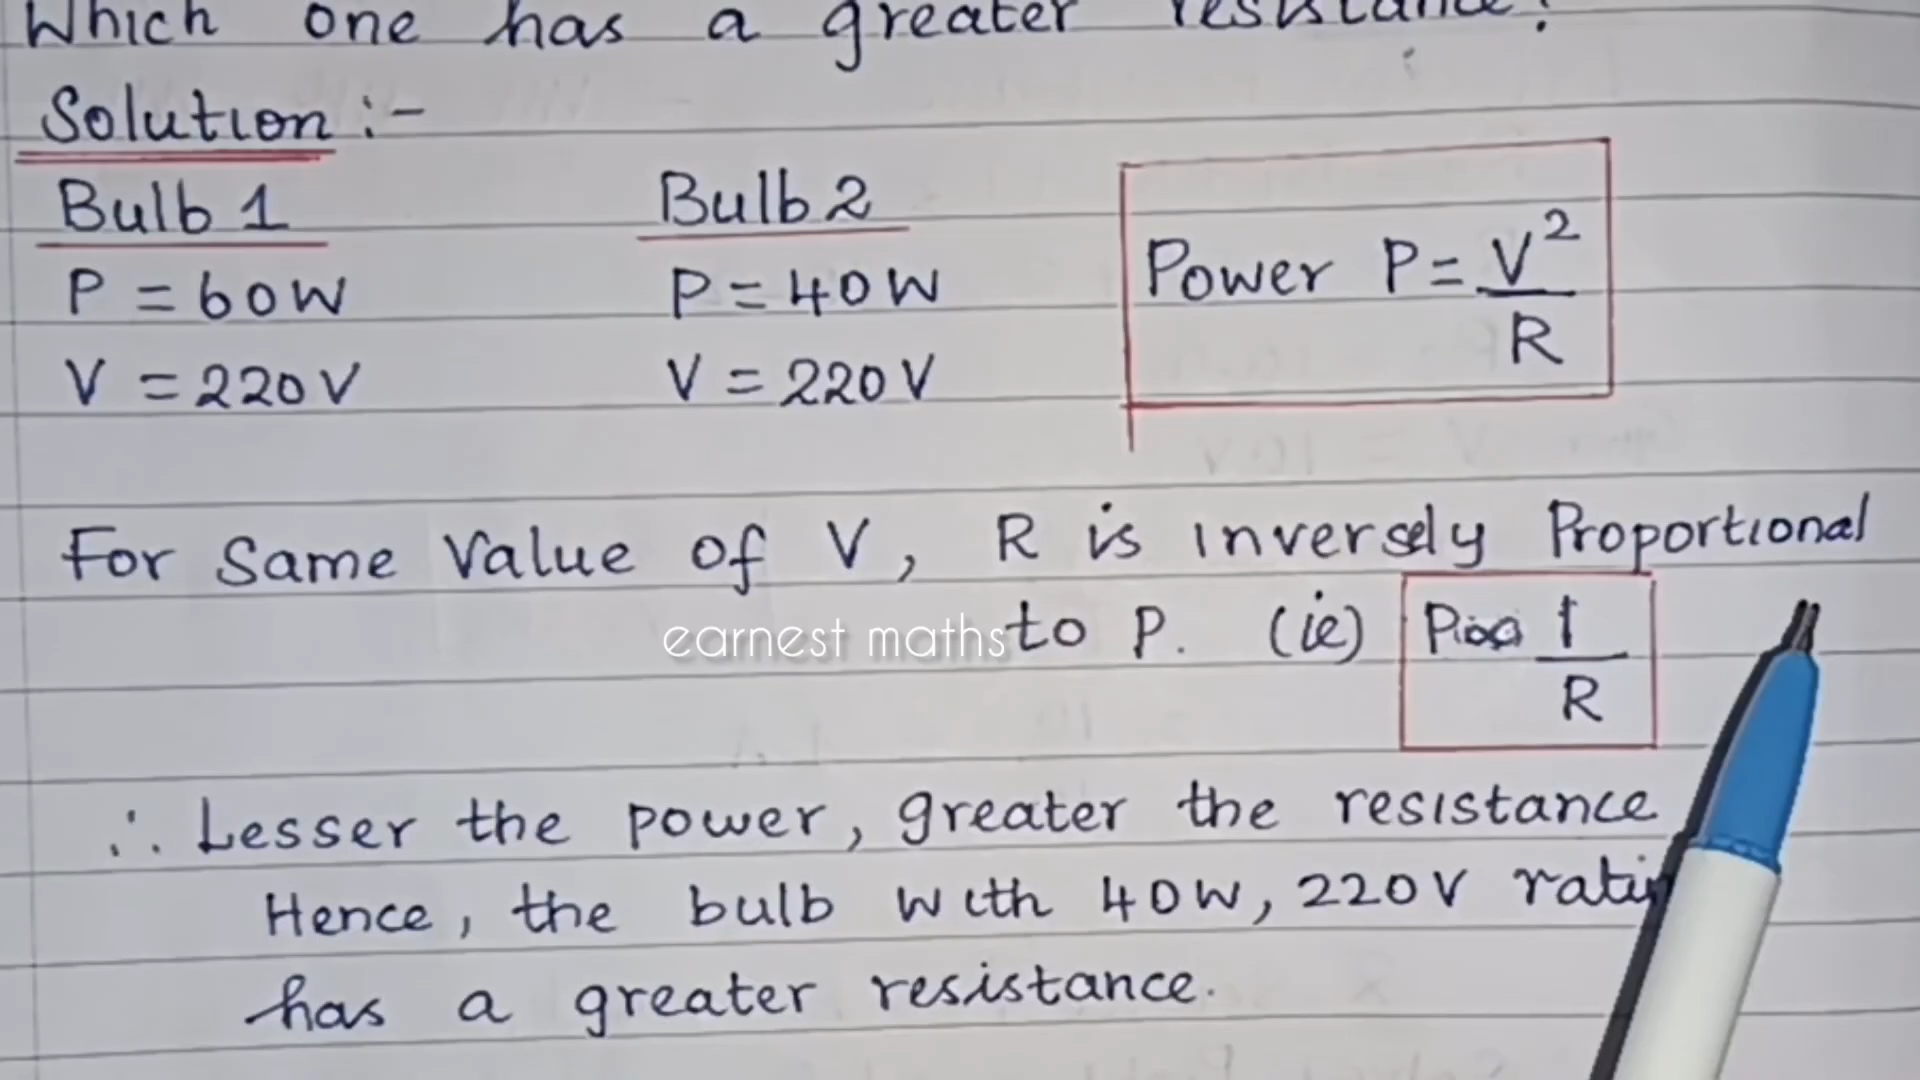 Which one has a greater resistance?
Solution :-
Bulb 1
P = 60W
V = 220V
Bulb 2
P = 40W
V = 220V
Power P = V²
R
For Same Value of V, R is inversely Proportional
to P. (ie) P ∝ 1
R
earnest maths
∴ Lesser the power, greater the resistance
Hence, the bulb with 40W, 220V ratin
has a greater resistance.